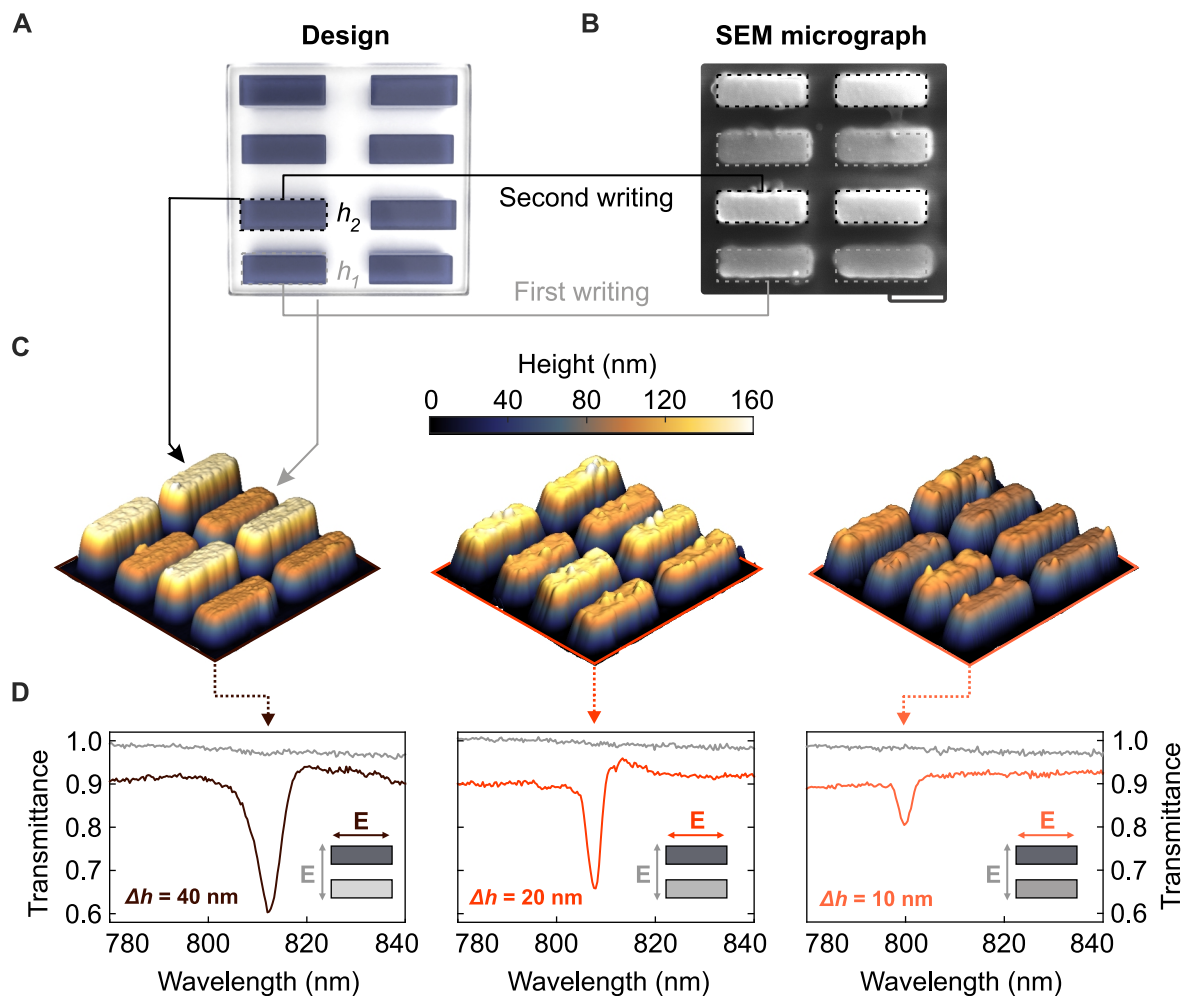 A
Design
B
SEM micrograph
Second writing
h2
h1
First writing
C
Height (nm)
0 40 80 120 160
D
Transmittance
1.0
0.9
0.8
0.7
0.6
E
E
Δh = 40 nm
780 800 820 840
Wavelength (nm)
E
E
Δh = 20 nm
780 800 820 840
Wavelength (nm)
E
E
Δh = 10 nm
780 800 820 840
Wavelength (nm)
1.0
0.9
0.8
0.7
0.6
Transmittance